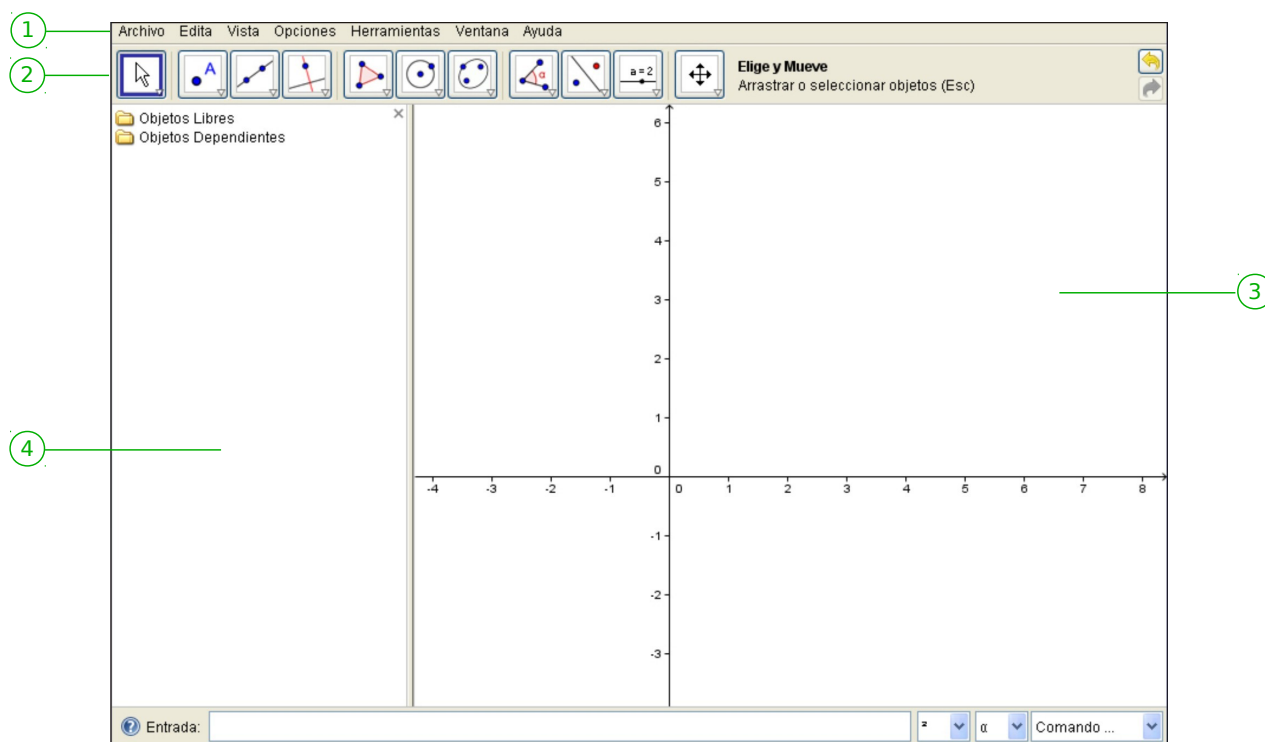 1
Archivo Edita Vista Opciones Herramientas Ventana Ayuda
2
A
α
a=2
Elige y Mueve
Arrastrar o seleccionar objetos (Esc)
Objetos Libres
Objetos Dependientes
6
5
4
3
3
2
1
4
0
-4 -3 -2 -1 0 1 2 3 4 5 6 7 8
-1
-2
-3
Entrada: ² α Comando ...